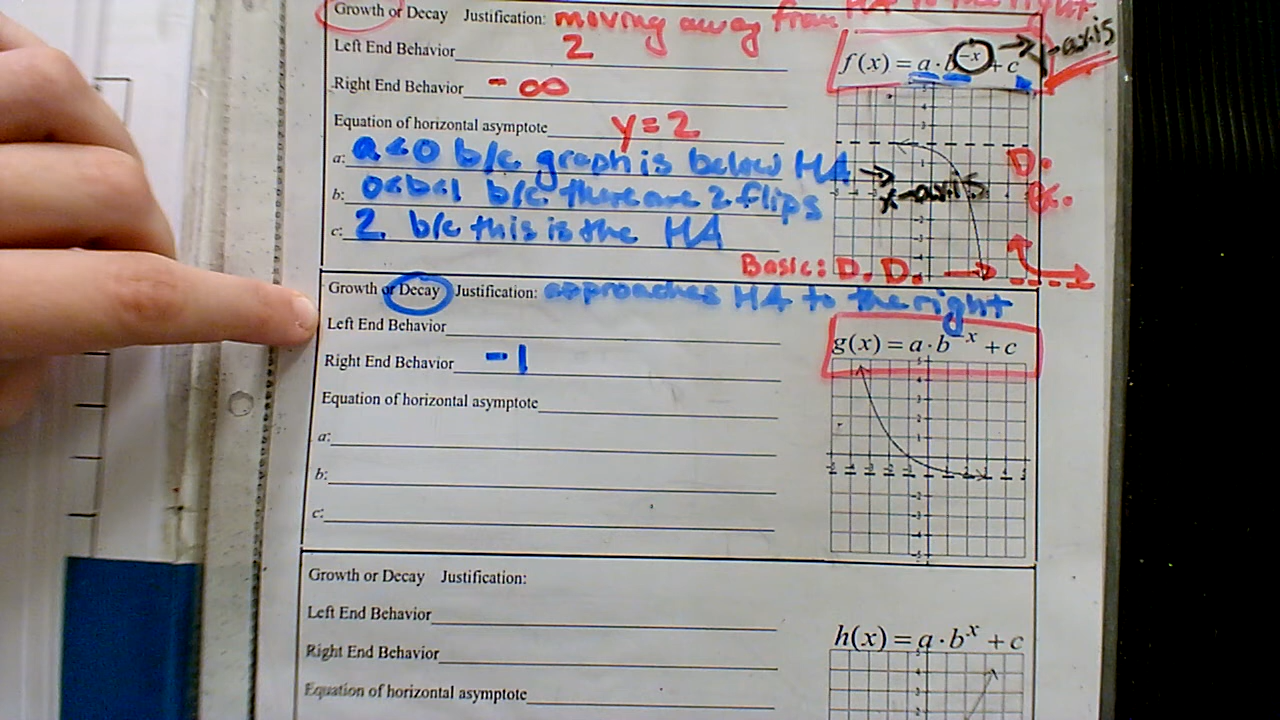 Growth or Decay Justification: moving away from HA to the right
Left End Behavior 2
Right End Behavior -∞
Equation of horizontal asymptote y=2
a: a<0 b/c graph is below HA
b: 0<b<1 b/c there are 2 flips
c: 2 b/c this is the HA
f(x) = a · b^-x + c
y-axis
x-axis
D.
Basic: D. D.
Growth or Decay Justification: approaches HA to the right
Left End Behavior
Right End Behavior -1
Equation of horizontal asymptote
a:
b:
c:
g(x) = a · b^-x + c
Growth or Decay Justification:
Left End Behavior
Right End Behavior
Equation of horizontal asymptote
h(x) = a · b^x + c